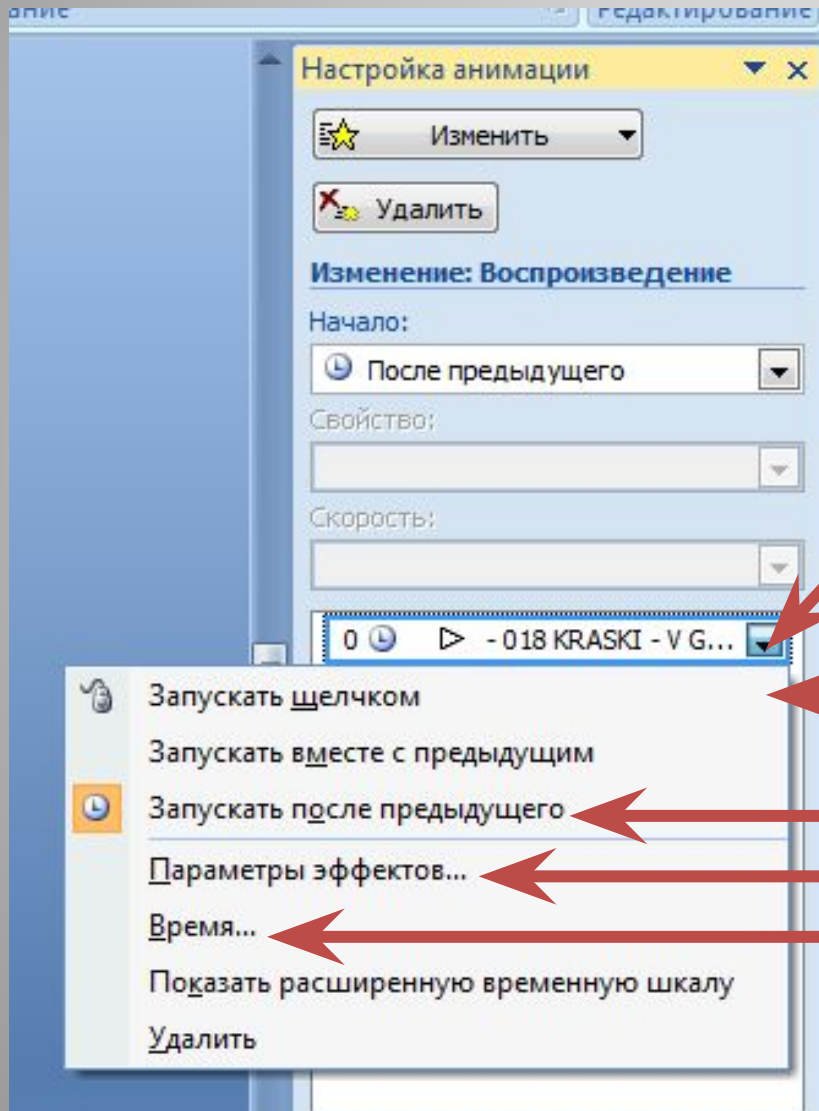 Редактирование
Настройка анимации
Изменить
Удалить
Изменение: Воспроизведение
Начало:
После предыдущего
Свойство:
Скорость:
0 - 018 KRASKI - V G...
Запускать щелчком
Запускать вместе с предыдущим
Запускать после предыдущего
Параметры эффектов...
Время...
Показать расширенную временную шкалу
Удалить